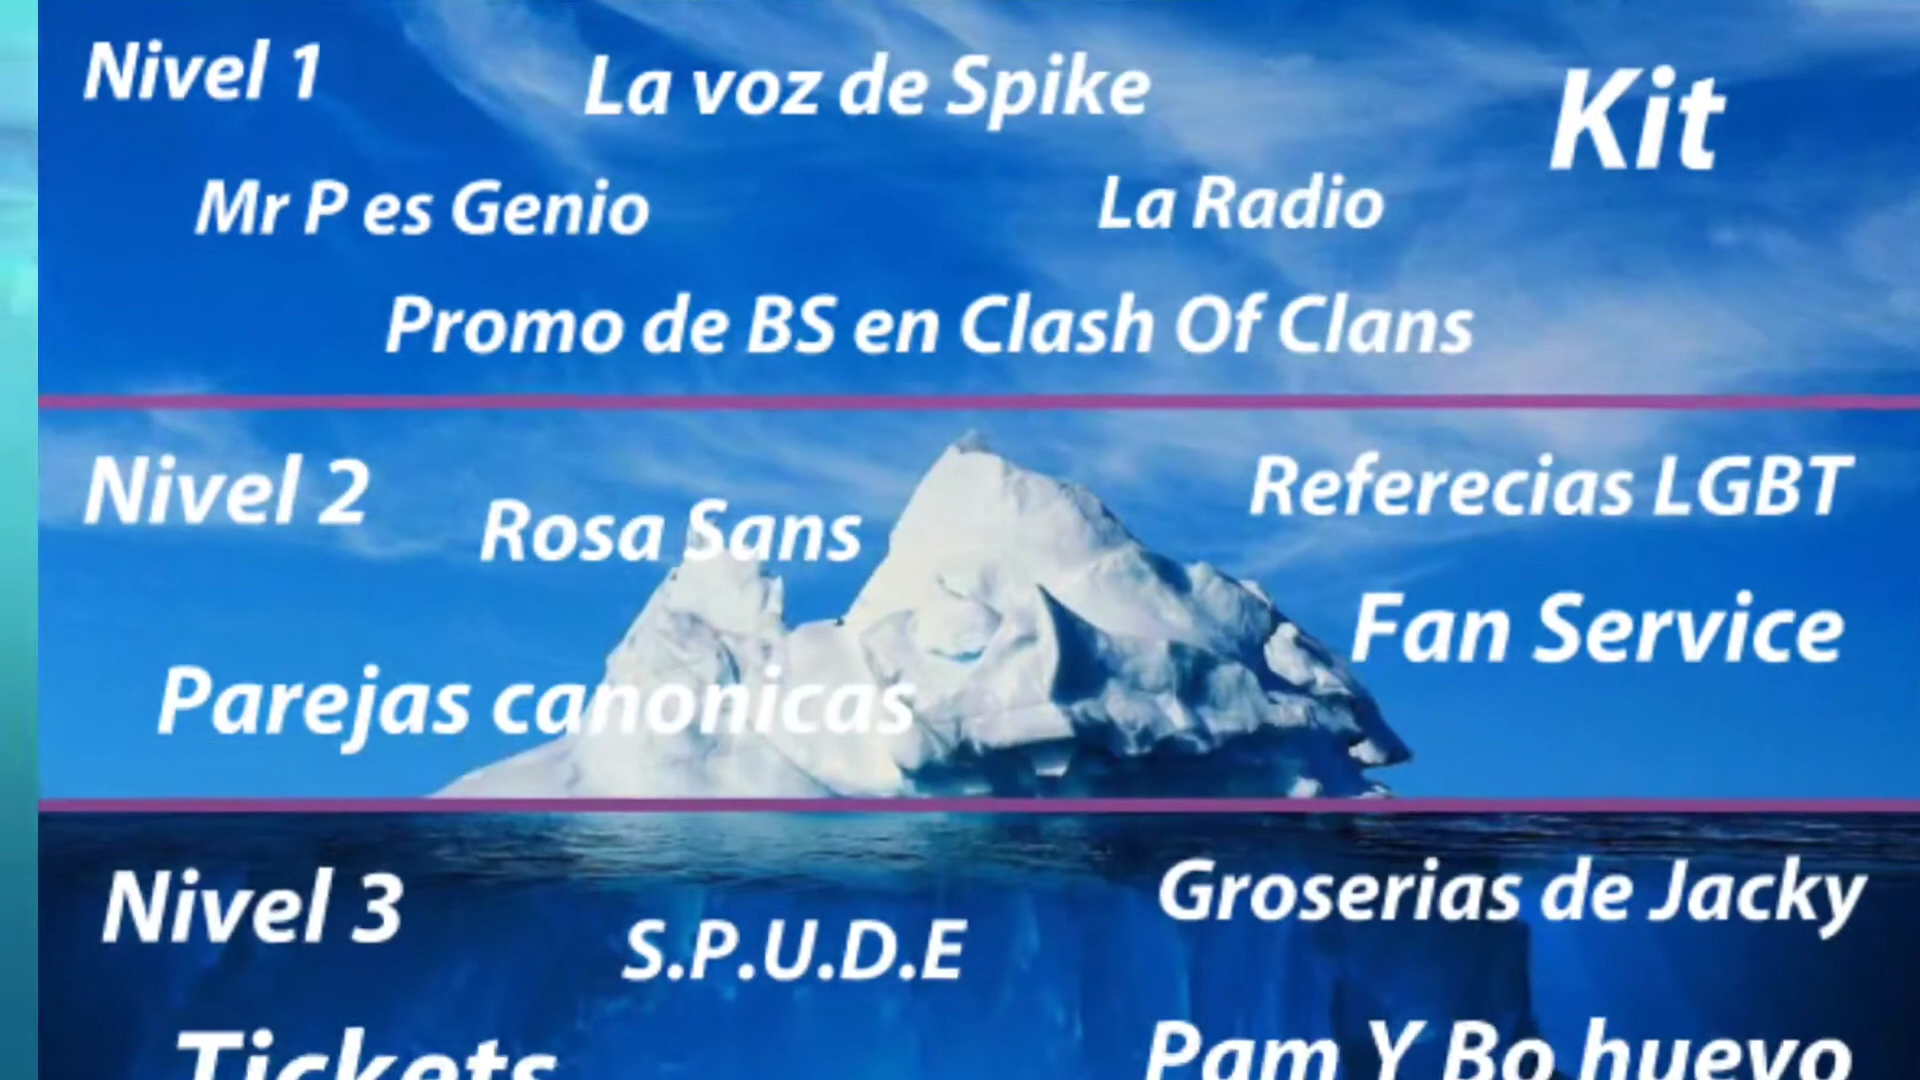 Nivel 1
La voz de Spike
Kit
Mr P es Genio
La Radio
Promo de BS en Clash Of Clans
Nivel 2
Rosa Sans
Referecias LGBT
Fan Service
Parejas canonicas
Nivel 3
S.P.U.D.E
Groserias de Jacky
Tickets
Pam Y Bo huevo